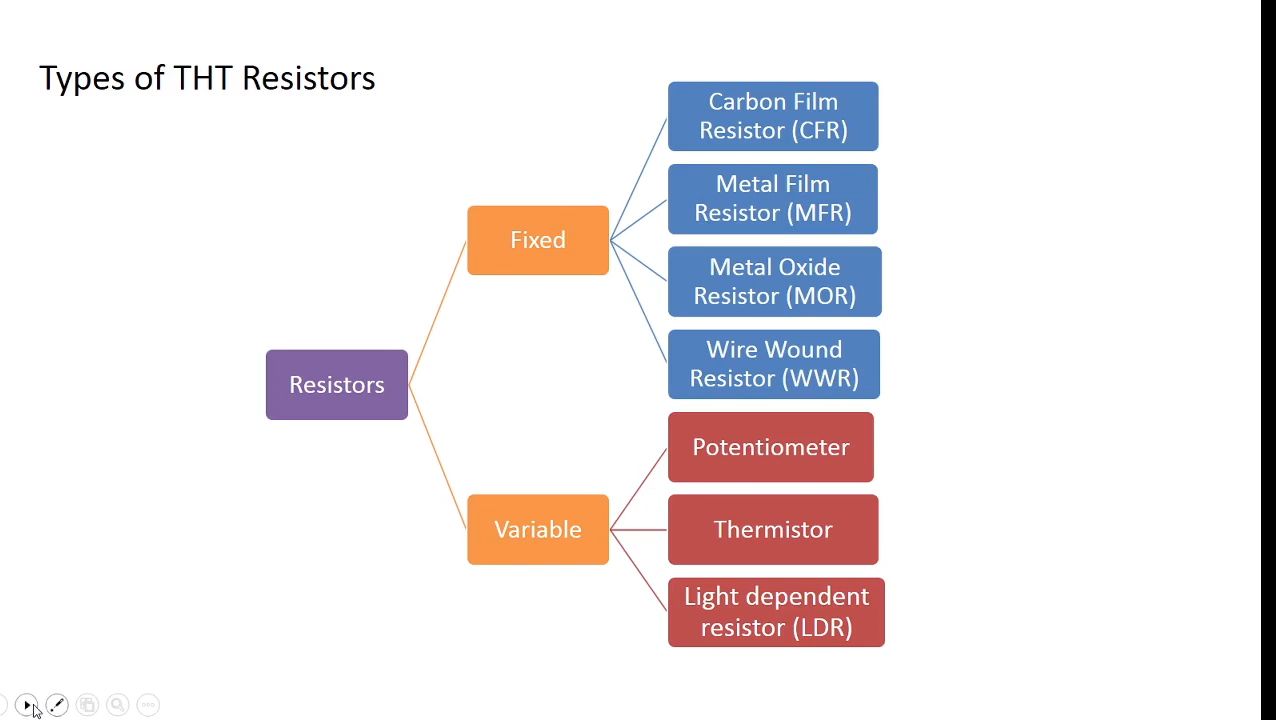 Types of THT Resistors
Carbon Film
Resistor (CFR)
Metal Film
Resistor (MFR)
Fixed
Metal Oxide
Resistor (MOR)
Wire Wound
Resistor (WWR)
Resistors
Potentiometer
Variable
Thermistor
Light dependent
resistor (LDR)